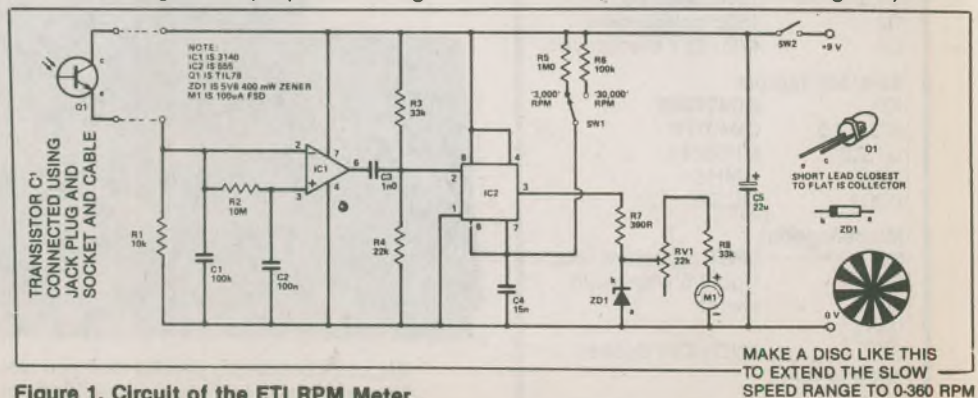 NOTE:
IC1 IS 3140
IC2 IS 555
Q1 IS TIL78
ZD1 IS 5V6 400 mW ZENER
M1 IS 100uA FSD
TRANSISTOR C'
CONNECTED USING
JACK PLUG AND
SOCKET AND CABLE
c
e
Q1
R1
10k
C1
100k
R2
10M
C2
100n
2
3
7
4
6
IC1
C3
1n0
R3
33k
R4
22k
8
2
1
6
7
4
3
IC2
C4
15n
R5
1M0
R6
100k
'3,000'
RPM
'30,000'
RPM
SW1
R7
390R
ZD1
k
a
RV1
22k
R8
33k
+
M1
−
SW2
+9 V
+
C5
22u
0 V
Q1
e
c
SHORT LEAD CLOSEST
TO FLAT IS COLLECTOR
k
a
ZD1
MAKE A DISC LIKE THIS
TO EXTEND THE SLOW
SPEED RANGE TO 0-360 RPM
Figure 1. Circuit of the ETI RPM Meter